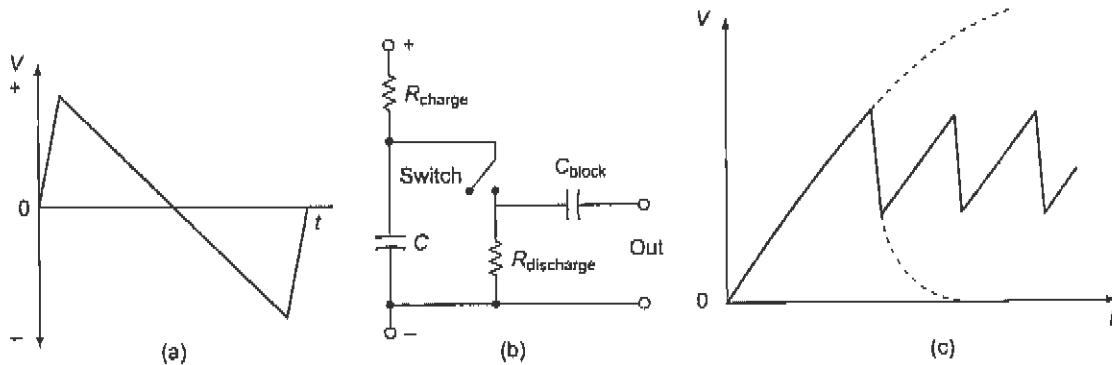 V
+
0
t
−
(a)
+
R_charge
Switch
C_block
C
Out
R_discharge
−
(b)
V
0
t
(c)